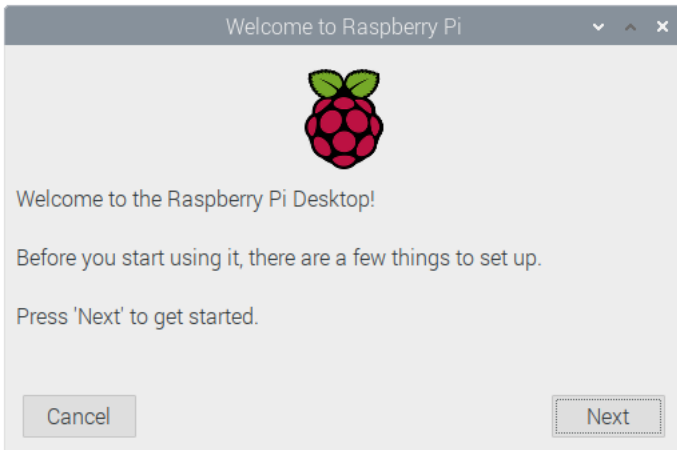 Welcome to Raspberry Pi
Welcome to the Raspberry Pi Desktop!
Before you start using it, there are a few things to set up.
Press 'Next' to get started.
Cancel
Next